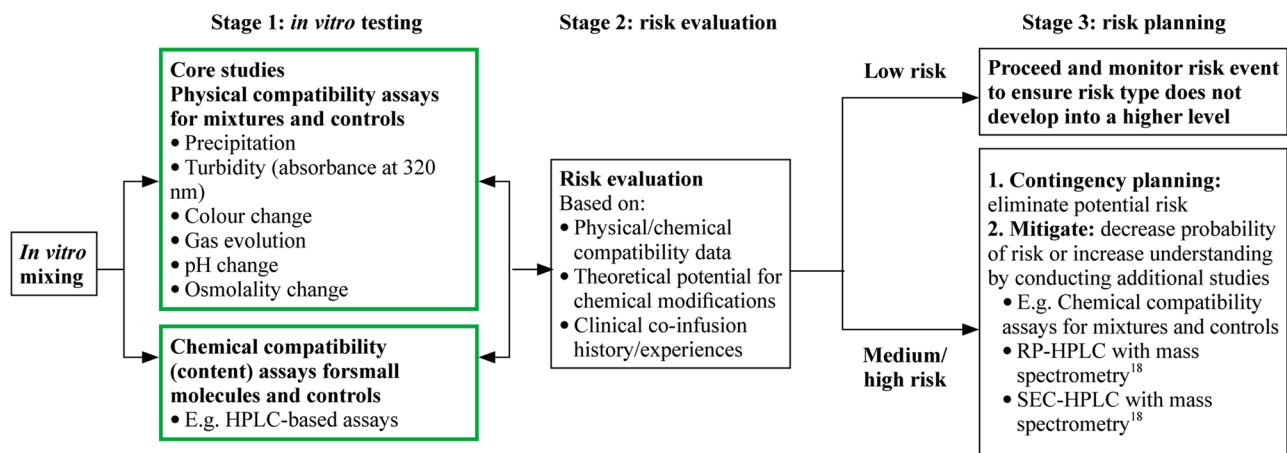 Stage 1: in vitro testing
Stage 2: risk evaluation
Stage 3: risk planning
In vitro
mixing
Core studies
Physical compatibility assays
for mixtures and controls
• Precipitation
• Turbidity (absorbance at 320
nm)
• Colour change
• Gas evolution
• pH change
• Osmolality change
Chemical compatibility
(content) assays forsmall
molecules and controls
• E.g. HPLC-based assays
Risk evaluation
Based on:
• Physical/chemical
compatibility data
• Theoretical potential for
chemical modifications
• Clinical co-infusion
history/experiences
Low risk
Medium/
high risk
Proceed and monitor risk event
to ensure risk type does not
develop into a higher level
1. Contingency planning:
eliminate potential risk
2. Mitigate: decrease probability
of risk or increase understanding
by conducting additional studies
• E.g. Chemical compatibility
assays for mixtures and controls
• RP-HPLC with mass
spectrometry18
• SEC-HPLC with mass
spectrometry18